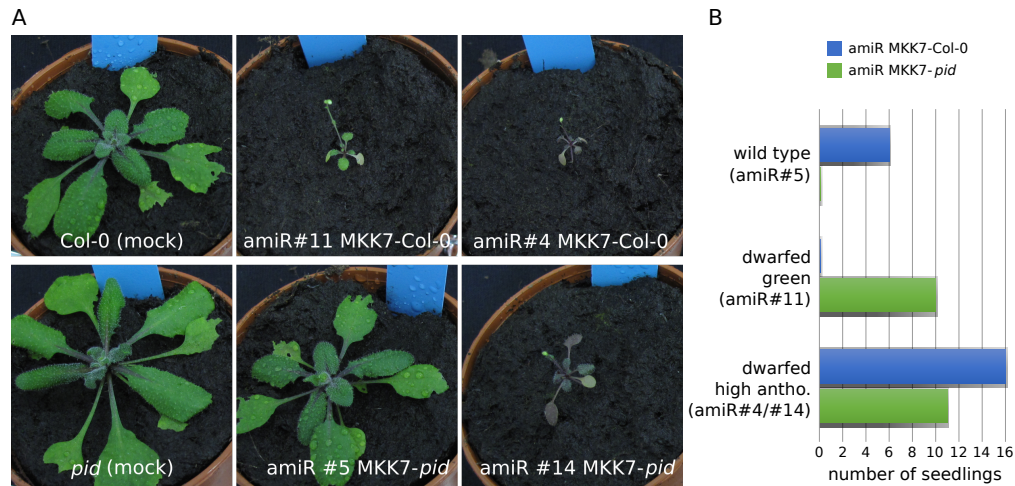 A
Col-0 (mock)
amiR#11 MKK7-Col-0
amiR#4 MKK7-Col-0
pid (mock)
amiR #5 MKK7-pid
amiR #14 MKK7-pid
B
amiR MKK7-Col-0
amiR MKK7-pid
wild type
(amiR#5)
dwarfed
green
(amiR#11)
dwarfed
high antho.
(amiR#4/#14)
0 2 4 6 8 10 12 14 16
number of seedlings